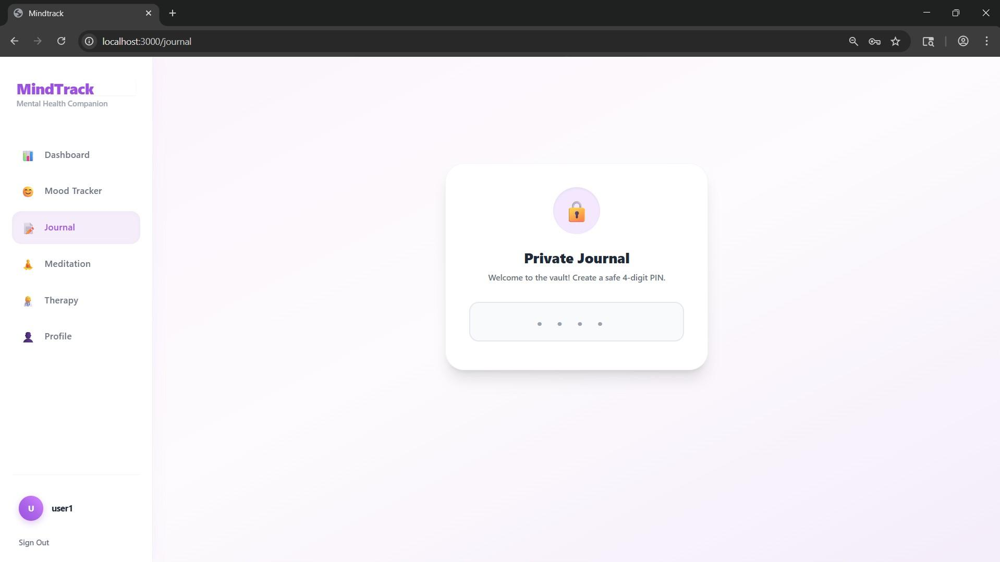 Mindtrack
localhost:3000/journal
MindTrack
Mental Health Companion
Dashboard
Mood Tracker
Journal
Meditation
Therapy
Profile
U
user1
Sign Out
Private Journal
Welcome to the vault! Create a safe 4-digit PIN.